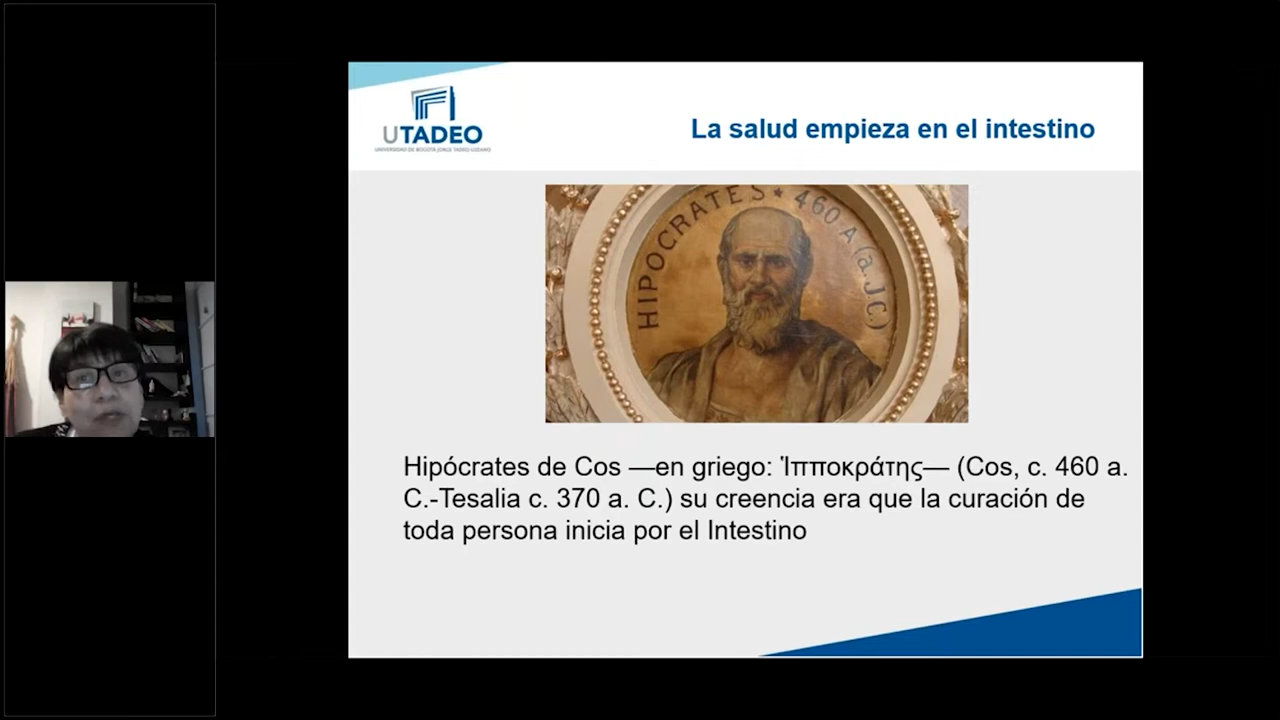 UTADEO
UNIVERSIDAD DE BOGOTÁ JORGE TADEO LOZANO
La salud empieza en el intestino
HIPOCRATES ★ 460 A (a.JC)
Hipócrates de Cos —en griego: Ἱπποκράτης— (Cos, c. 460 a.
C.-Tesalia c. 370 a. C.) su creencia era que la curación de
toda persona inicia por el Intestino